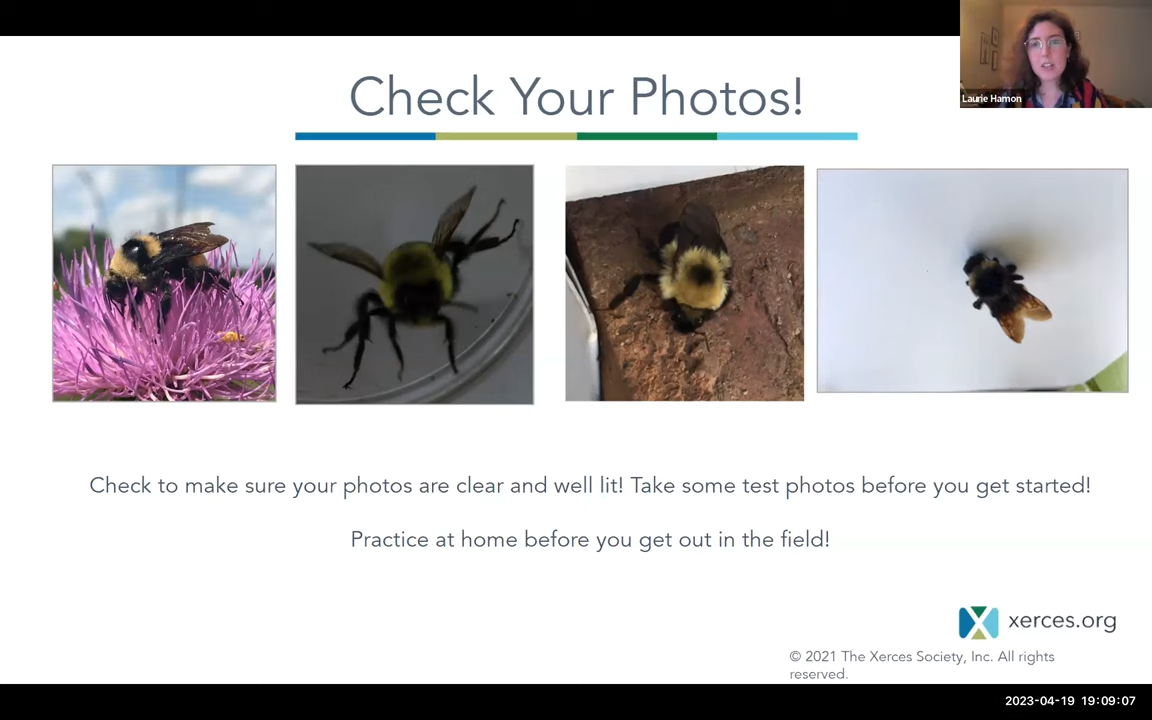 Laurie Hamon
Check Your Photos!
Check to make sure your photos are clear and well lit! Take some test photos before you get started!
Practice at home before you get out in the field!
xerces.org
© 2021 The Xerces Society, Inc. All rights
reserved.
2023-04-19 19:09:07